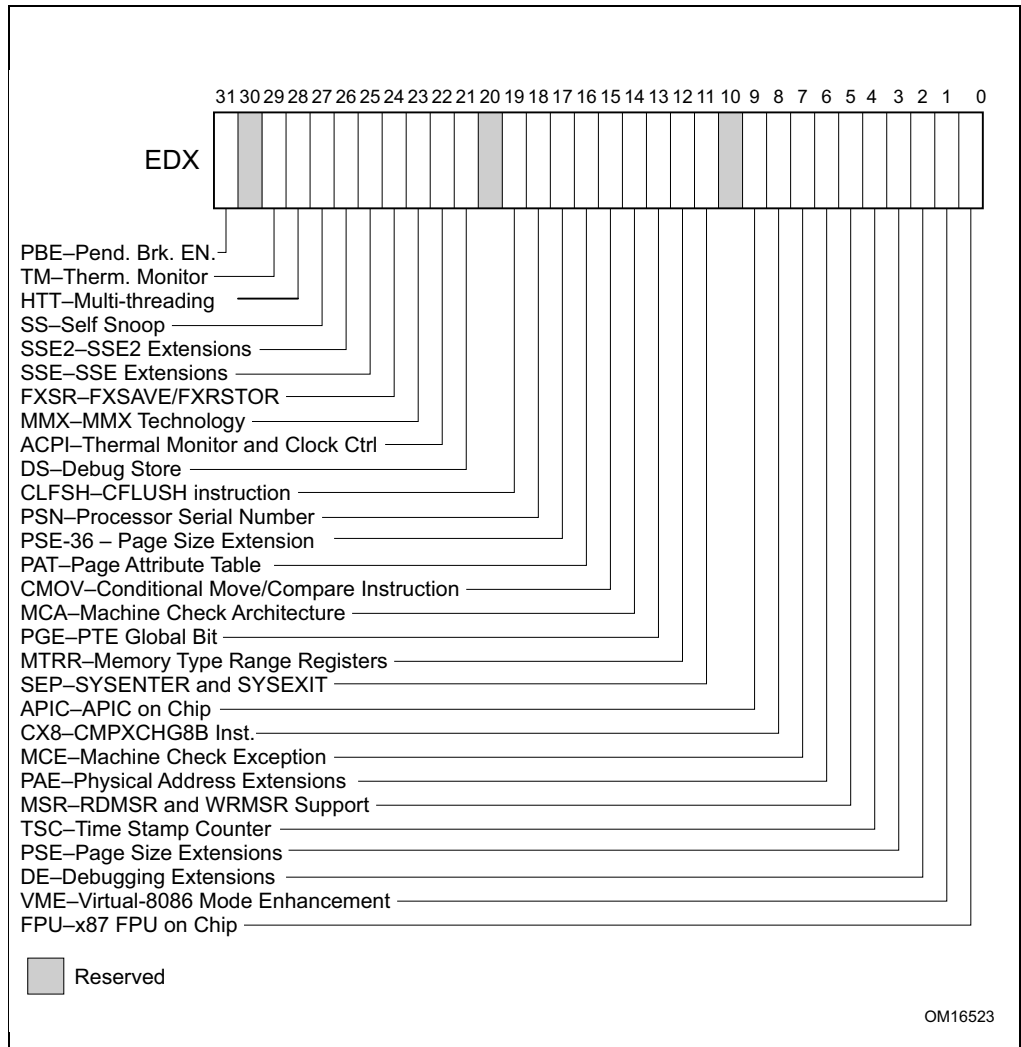 31 30 29 28 27 26 25 24 23 22 21 20 19 18 17 16 15 14 13 12 11 10 9 8 7 6 5 4 3 2 1 0
EDX
PBE–Pend. Brk. EN.
TM–Therm. Monitor
HTT–Multi-threading
SS–Self Snoop
SSE2–SSE2 Extensions
SSE–SSE Extensions
FXSR–FXSAVE/FXRSTOR
MMX–MMX Technology
ACPI–Thermal Monitor and Clock Ctrl
DS–Debug Store
CLFSH–CFLUSH instruction
PSN–Processor Serial Number
PSE-36 – Page Size Extension
PAT–Page Attribute Table
CMOV–Conditional Move/Compare Instruction
MCA–Machine Check Architecture
PGE–PTE Global Bit
MTRR–Memory Type Range Registers
SEP–SYSENTER and SYSEXIT
APIC–APIC on Chip
CX8–CMPXCHG8B Inst.
MCE–Machine Check Exception
PAE–Physical Address Extensions
MSR–RDMSR and WRMSR Support
TSC–Time Stamp Counter
PSE–Page Size Extensions
DE–Debugging Extensions
VME–Virtual-8086 Mode Enhancement
FPU–x87 FPU on Chip
Reserved
OM16523